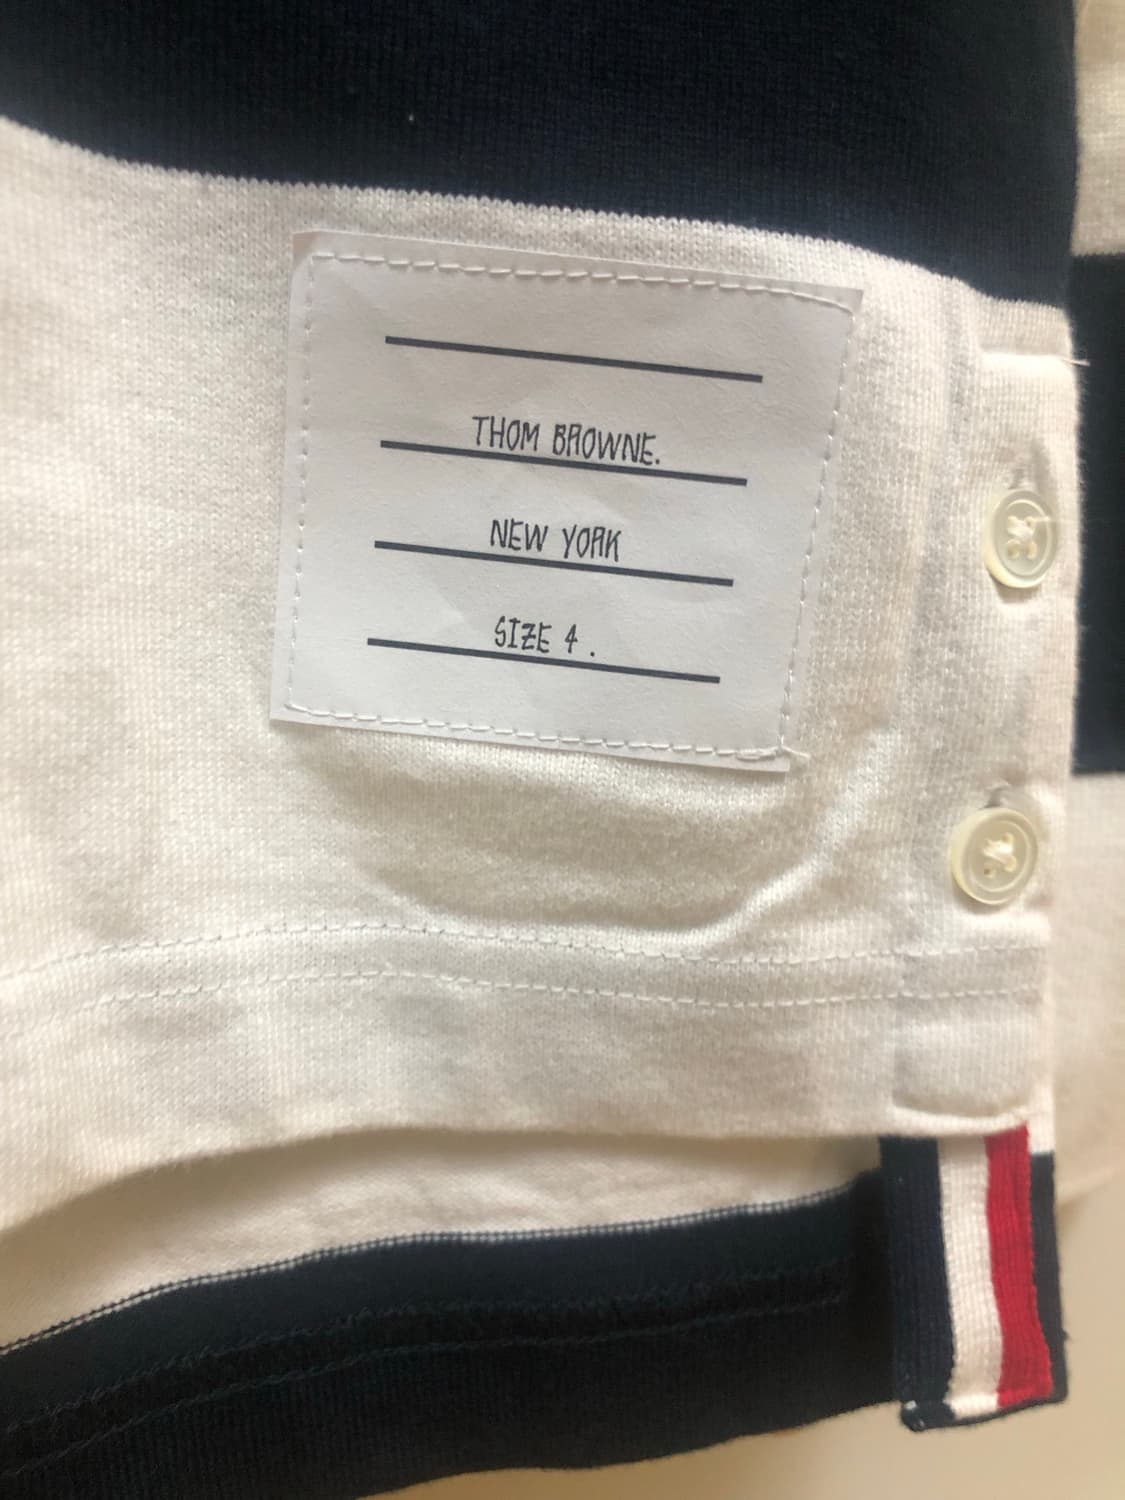 THOM BROWNE.
NEW YORK
SIZE 4.